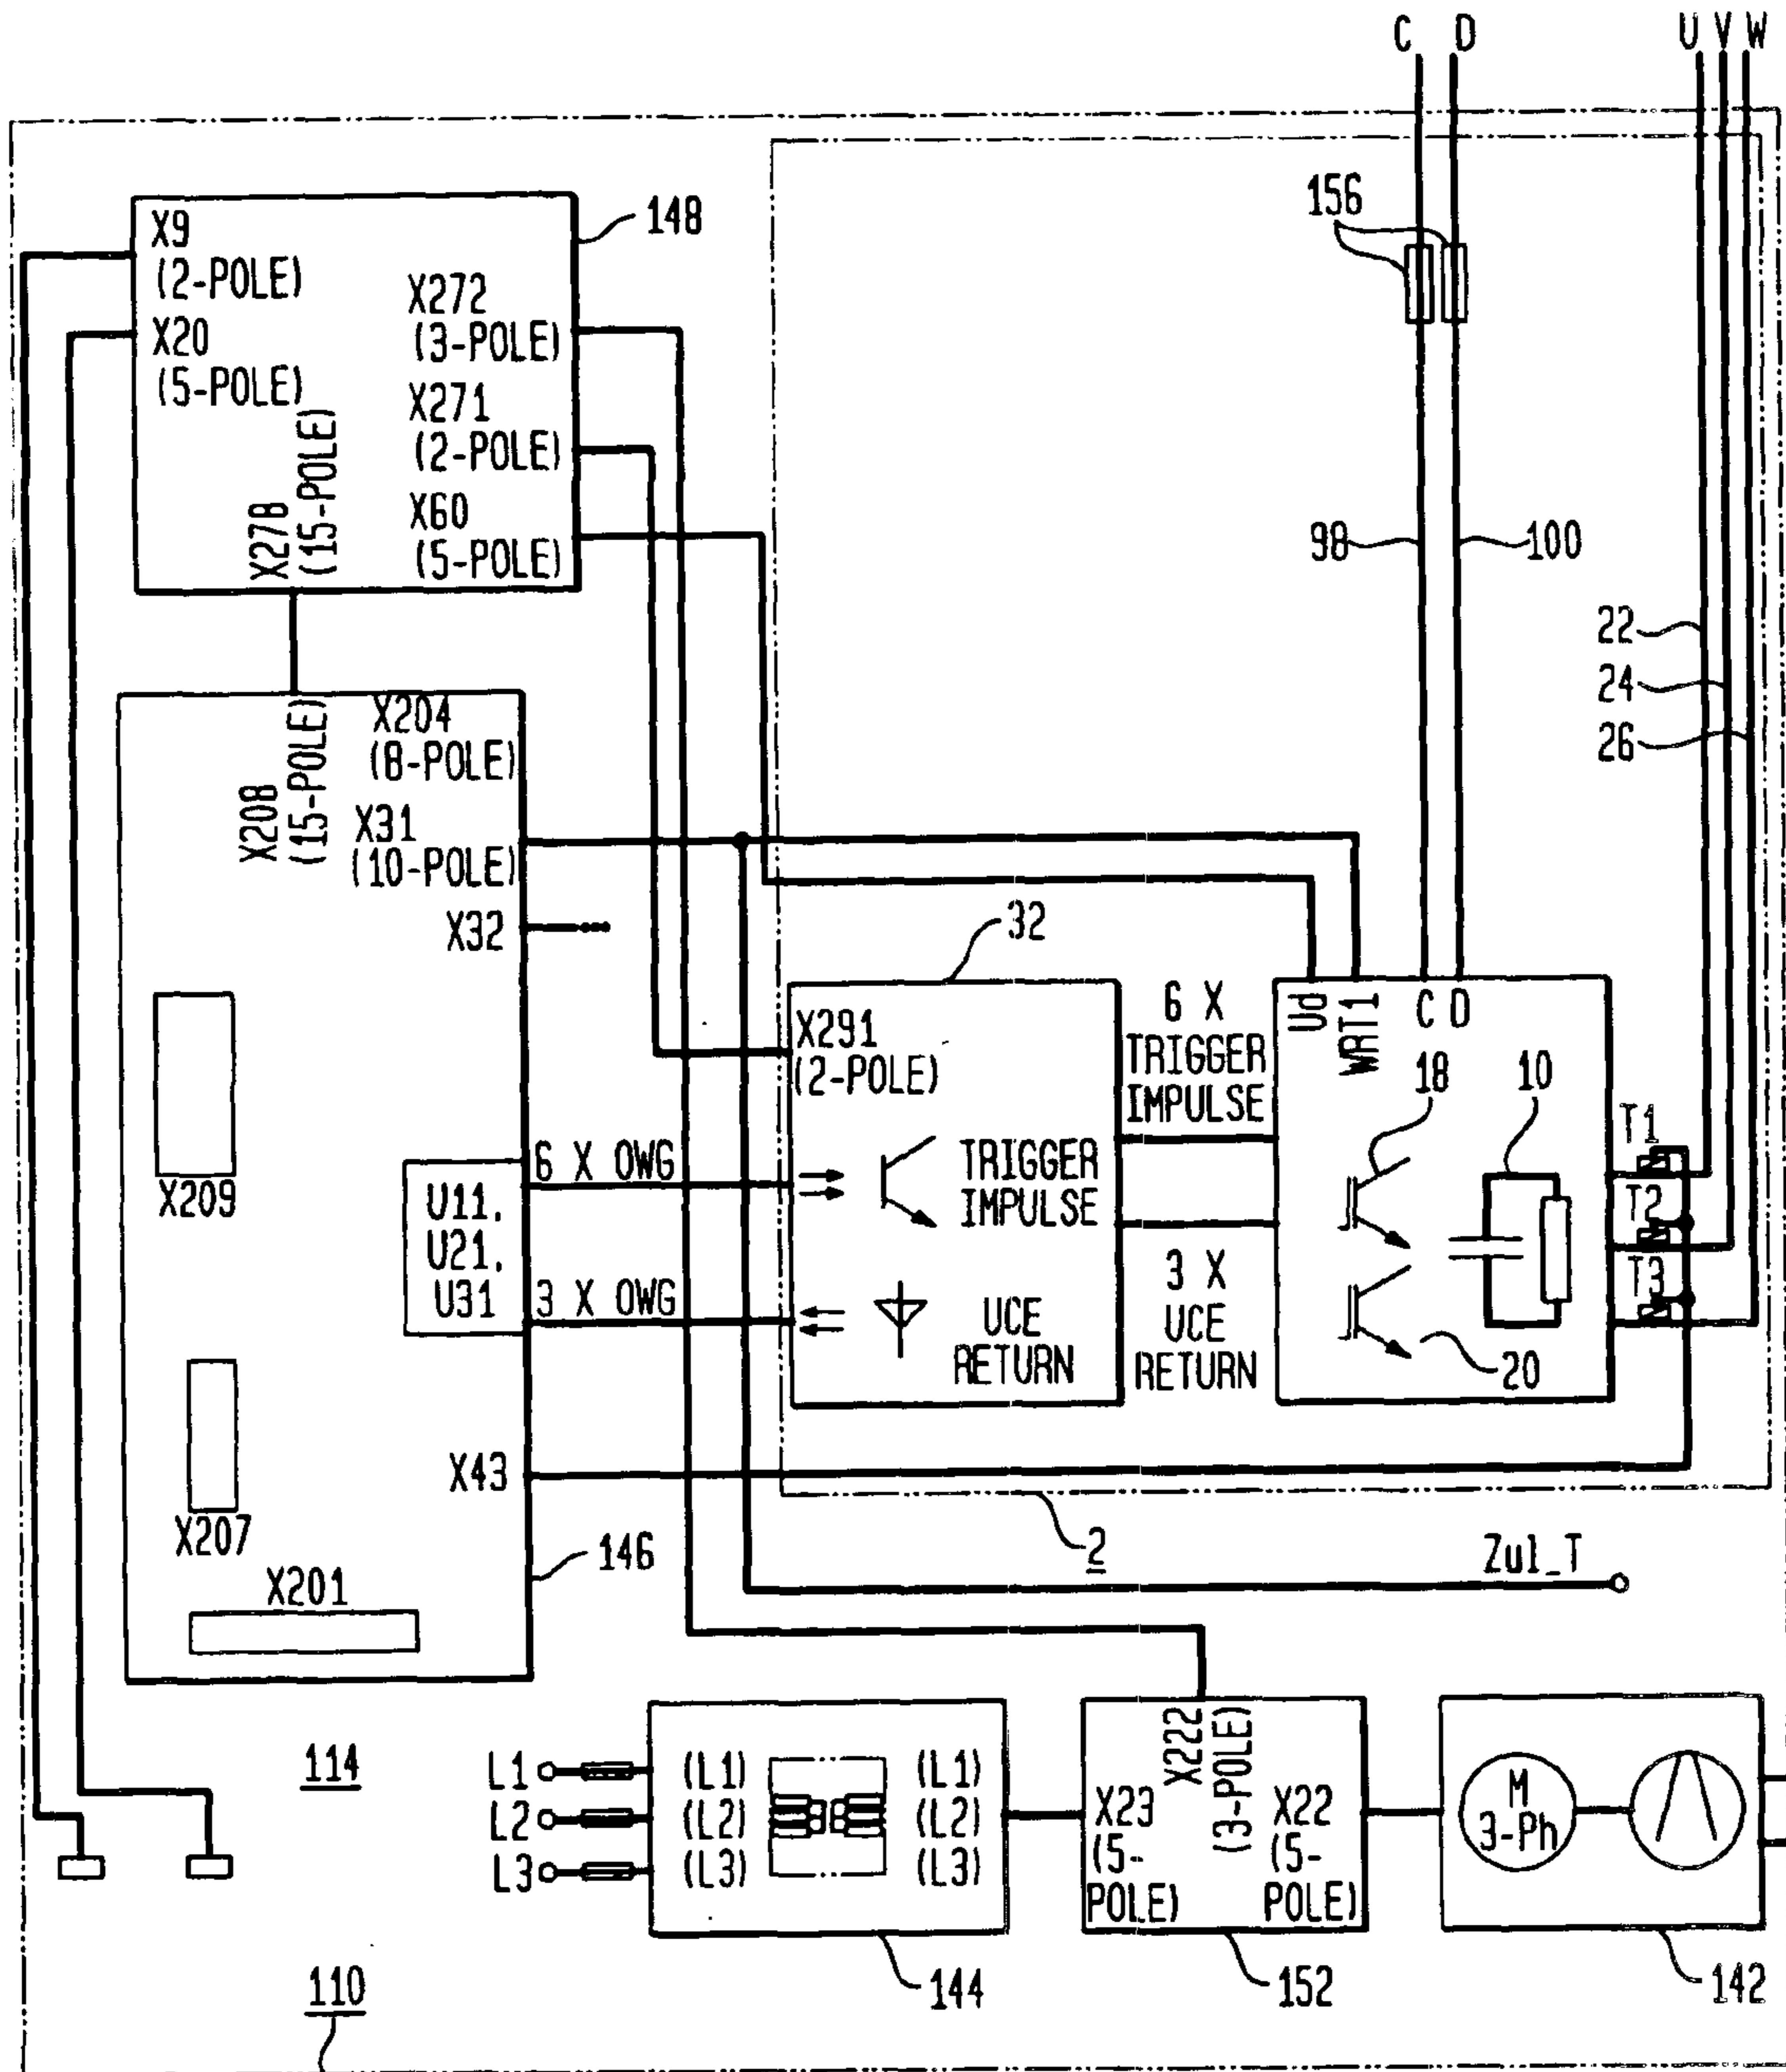 C D
U V W
156
X9
(2-POLE)
X20
(5-POLE)
X272
(3-POLE)
X271
(2-POLE)
X60
(5-POLE)
X278
(15-POLE)
148
98
100
22
24
26
X208
(15-POLE)
X204
(8-POLE)
X31
(10-POLE)
X32
X209
U11,
U21,
U31
6 X OWG
3 X OWG
X207
X43
X201
146
32
X291
(2-POLE)
TRIGGER
IMPULSE
UCE
RETURN
6 X
TRIGGER
IMPULSE
3 X
UCE
RETURN
Ud
WRT1
C D
18
10
20
T1
T2
T3
2
Zul_T
114
L1
L2
L3
(L1)
(L2)
(L3)
(L1)
(L2)
(L3)
144
X222
(3-POLE)
X23
(5-
POLE)
X22
(5-
POLE)
152
M
3-Ph
142
110